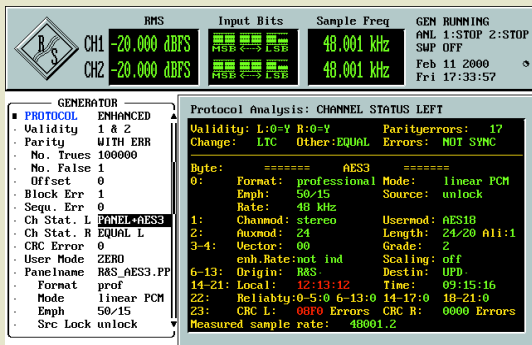 RMS Input Bits Sample Freq GEN RUNNING
R S CH1 -20.000 dBFS MSB <--> LSB 48.001 kHz ANL 1:STOP 2:STOP
SWP OFF
CH2 -20.000 dBFS MSB <--> LSB 48.001 kHz Feb 11 2000
Fri 17:33:57
GENERATOR
PROTOCOL ENHANCED
Validity 1 & 2
Parity WITH ERR
No. Trues 100000
No. False 1
Offset 0
Block Err 1
Sequ. Err 0
Ch Stat. L PANEL+AES3
Ch Stat. R EQUAL L
CRC Error 0
User Mode ZERO
Panelname R&S_AES3.PP
Format prof
Mode linear PCM
Emph 50/15
Src Lock unlock
Protocol Analysis: CHANNEL STATUS LEFT
Validity: L:0=Y R:0=Y Parityerrors: 17
Change: LTC Other:EQUAL Errors: NOT SYNC
Byte: ======= AES3 =======
0: Format: professional Mode: linear PCM
Emph: 50/15 Source: unlock
Rate: 48 kHz
1: Chanmod: stereo Usermod: AES18
2: Auxmod: 24 Length: 24/20 Ali:1
3-4: Vector: 00 Grade: 2
enh.Rate:not ind Scaling: off
6-13: Origin: R&S· Destin: UPD·
14-21: Local: 12:13:12 Time: 09:15:16
22: Reliabty:0-5:0 6-13:0 14-17:0 18-21:0
23: CRC L: 08F0 Errors CRC R: 0000 Errors
Measured sample rate: 48001.2